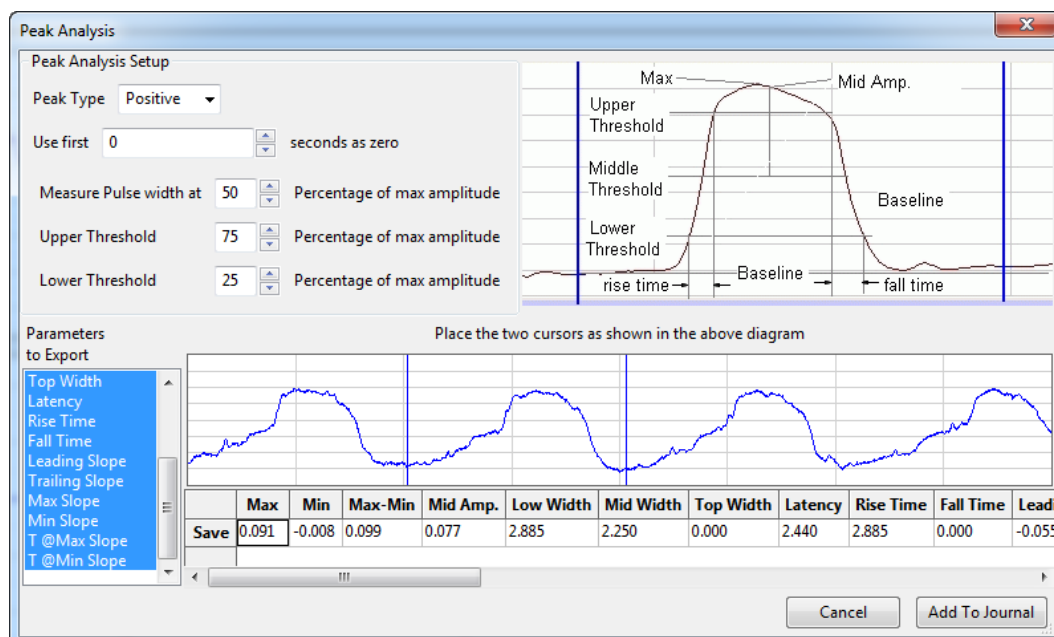 Peak Analysis
Peak Analysis Setup
Peak Type Positive
Use first 0 seconds as zero
Measure Pulse width at 50 Percentage of max amplitude
Upper Threshold 75 Percentage of max amplitude
Lower Threshold 25 Percentage of max amplitude
Max
Mid Amp.
Upper
Threshold
Middle
Threshold
Baseline
Lower
Threshold
Baseline
rise time
fall time
Parameters
to Export
Place the two cursors as shown in the above diagram
Top Width
Latency
Rise Time
Fall Time
Leading Slope
Trailing Slope
Max Slope
Min Slope
T @Max Slope
T @Min Slope
Max Min Max-Min Mid Amp. Low Width Mid Width Top Width Latency Rise Time Fall Time Leadi
Save 0.091 -0.008 0.099 0.077 2.885 2.250 0.000 2.440 2.885 0.000 -0.055
Cancel Add To Journal